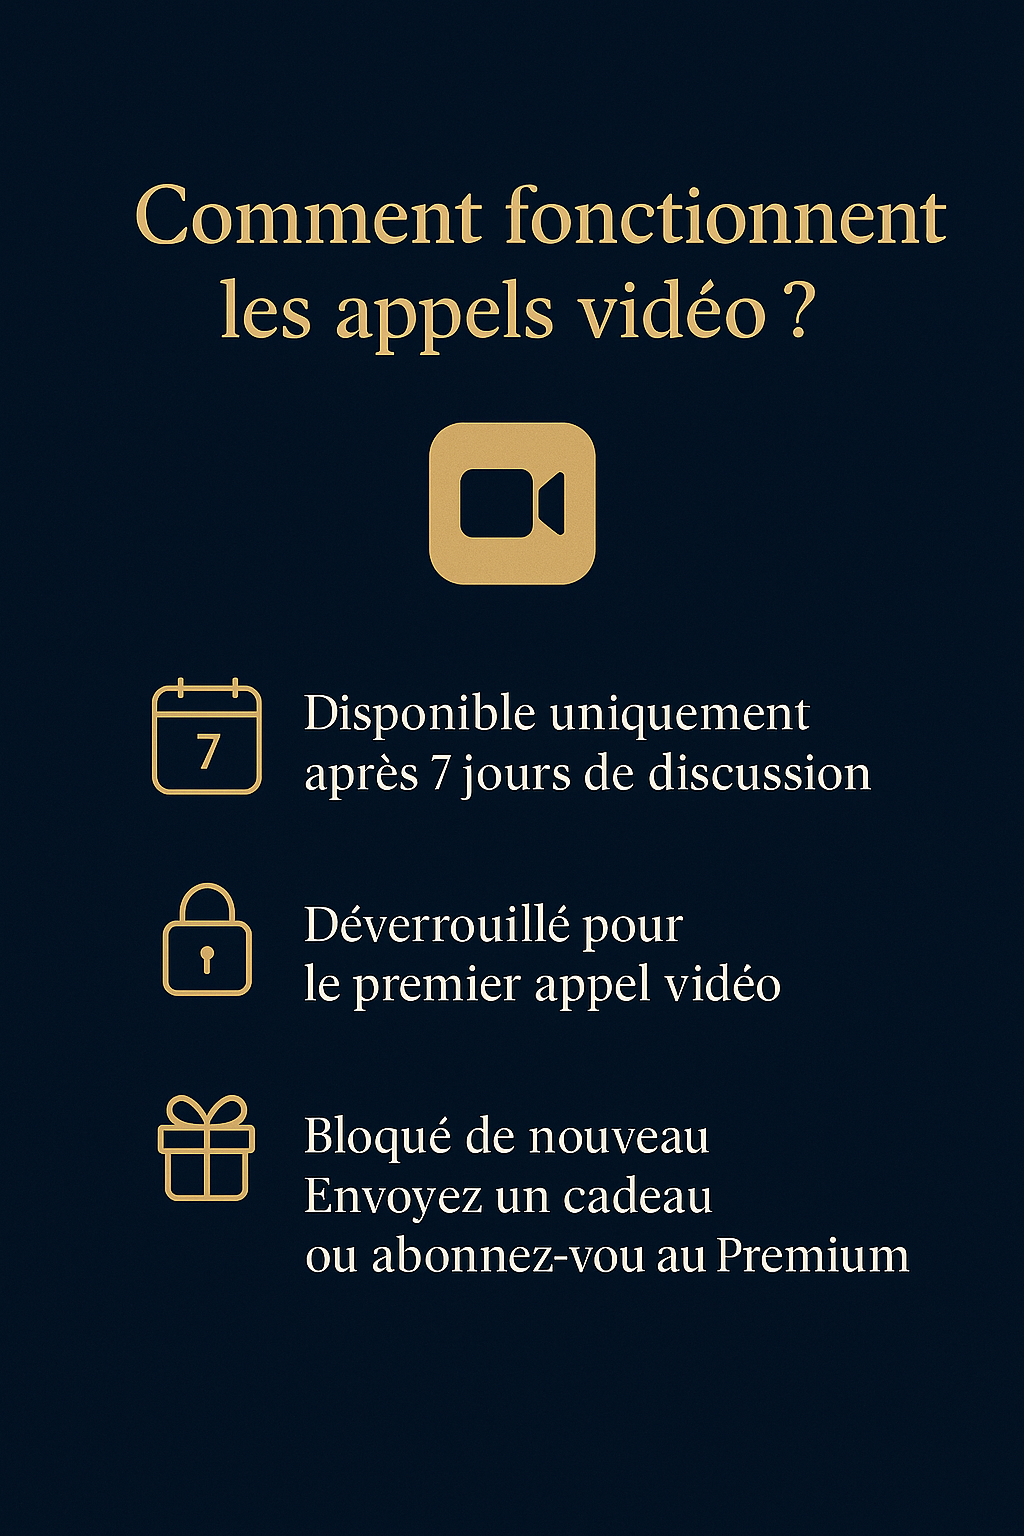 Comment fonctionnent
les appels vidéo ?
7
Disponible uniquement
après 7 jours de discussion
Déverrouillé pour
le premier appel vidéo
Bloqué de nouveau
Envoyez un cadeau
ou abonnez-vou au Premium